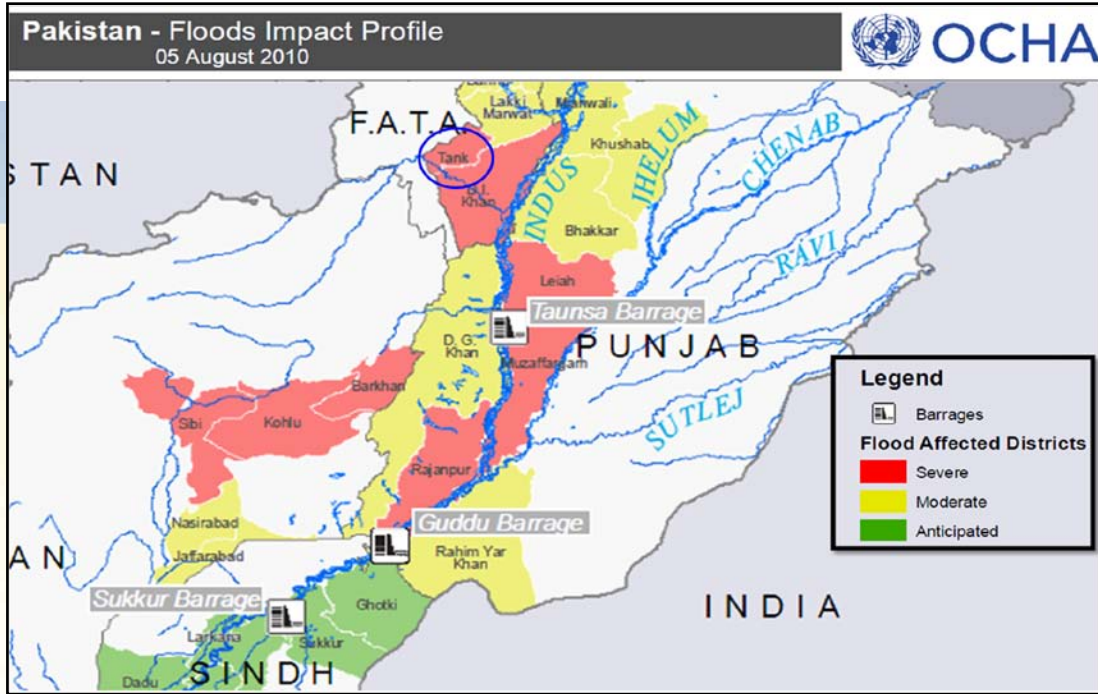 Pakistan - Floods Impact Profile
05 August 2010
OCHA
Lakki
Marwat
Mianwali
F.A.T.A.
Khushab
JHELUM
CHENAB
STAN
Tank
D.I.
Khan
INDUS
Bhakkar
RAVI
Leiah
Taunsa Barrage
D. G.
Khan
PUNJAB
Muzaffargarh
Barkhan
Sibi
Kohlu
SUTLEJ
Rajanpur
Legend
Barrages
Flood Affected Districts
Severe
Moderate
Anticipated
Nasirabad
Guddu Barrage
AN
Jaffarabad
Rahim Yar
Khan
Sukkur Barrage
Ghotki
INDIA
Larkana
Sukkur
SINDH
Dadu